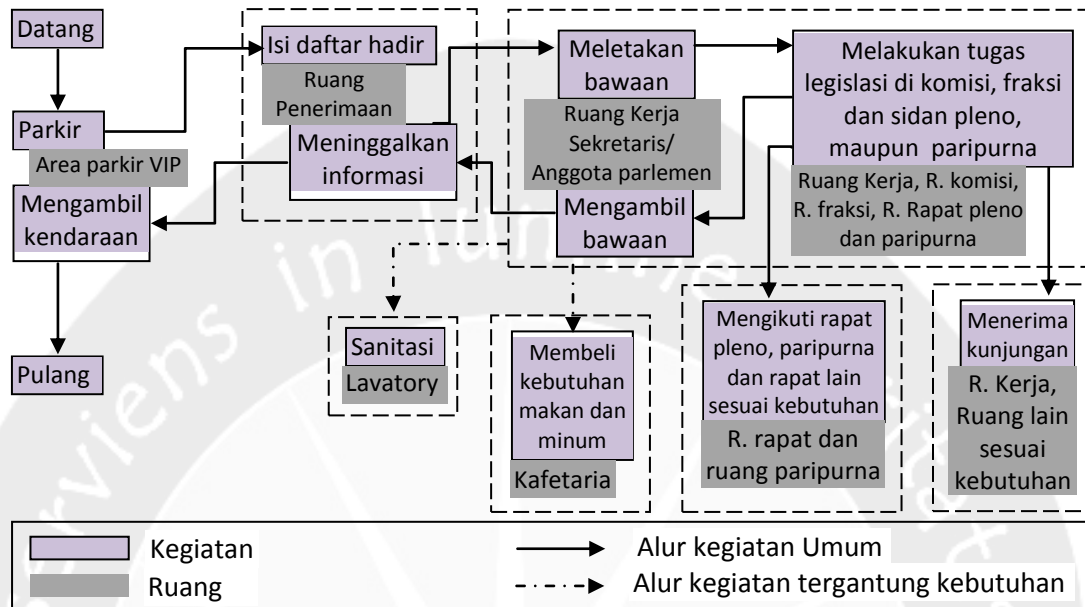 Datang
Parkir
Area parkir VIP
Mengambil
kendaraan
Pulang
Isi daftar hadir
Ruang
Penerimaan
Meninggalkan
informasi
Meletakan
bawaan
Ruang Kerja
Sekretaris/
Anggota parlemen
Mengambil
bawaan
Melakukan tugas
legislasi di komisi, fraksi
dan sidan pleno,
maupun paripurna
Ruang Kerja, R. komisi,
R. fraksi, R. Rapat pleno
dan paripurna
Sanitasi
Lavatory
Membeli
kebutuhan
makan dan
minum
Kafetaria
Mengikuti rapat
pleno, paripurna
dan rapat lain
sesuai kebutuhan
R. rapat dan
ruang paripurna
Menerima
kunjungan
R. Kerja,
Ruang lain
sesuai
kebutuhan
Kegiatan
Ruang
Alur kegiatan Umum
Alur kegiatan tergantung kebutuhan
serviens in lumine